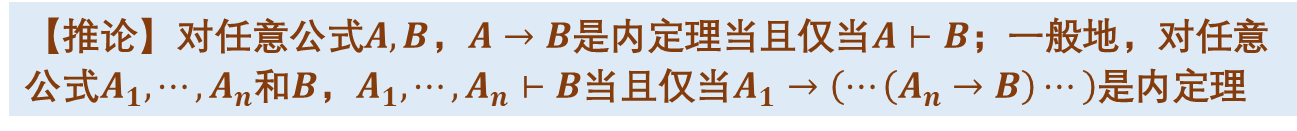 【推论】对任意公式A, B，A → B是内定理当且仅当A ⊢ B；一般地，对任意
公式A₁, ⋯, Aₙ和B，A₁, ⋯, Aₙ ⊢ B当且仅当A₁ → (⋯ (Aₙ → B) ⋯ )是内定理